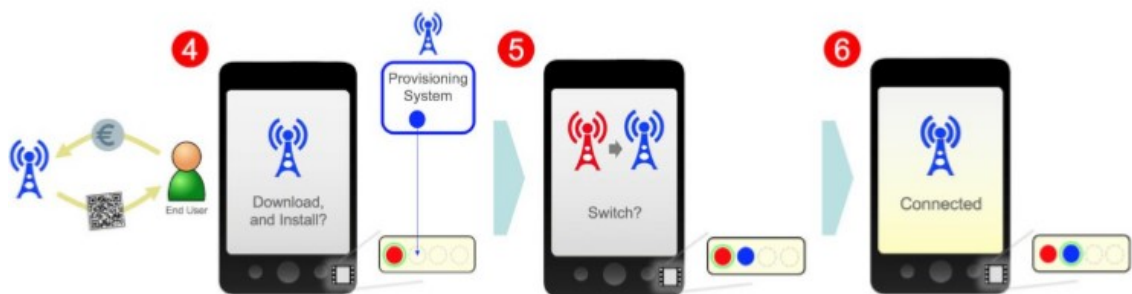 4
€
End User
Download,
and Install?
Provisioning
System
5
Switch?
6
Connected